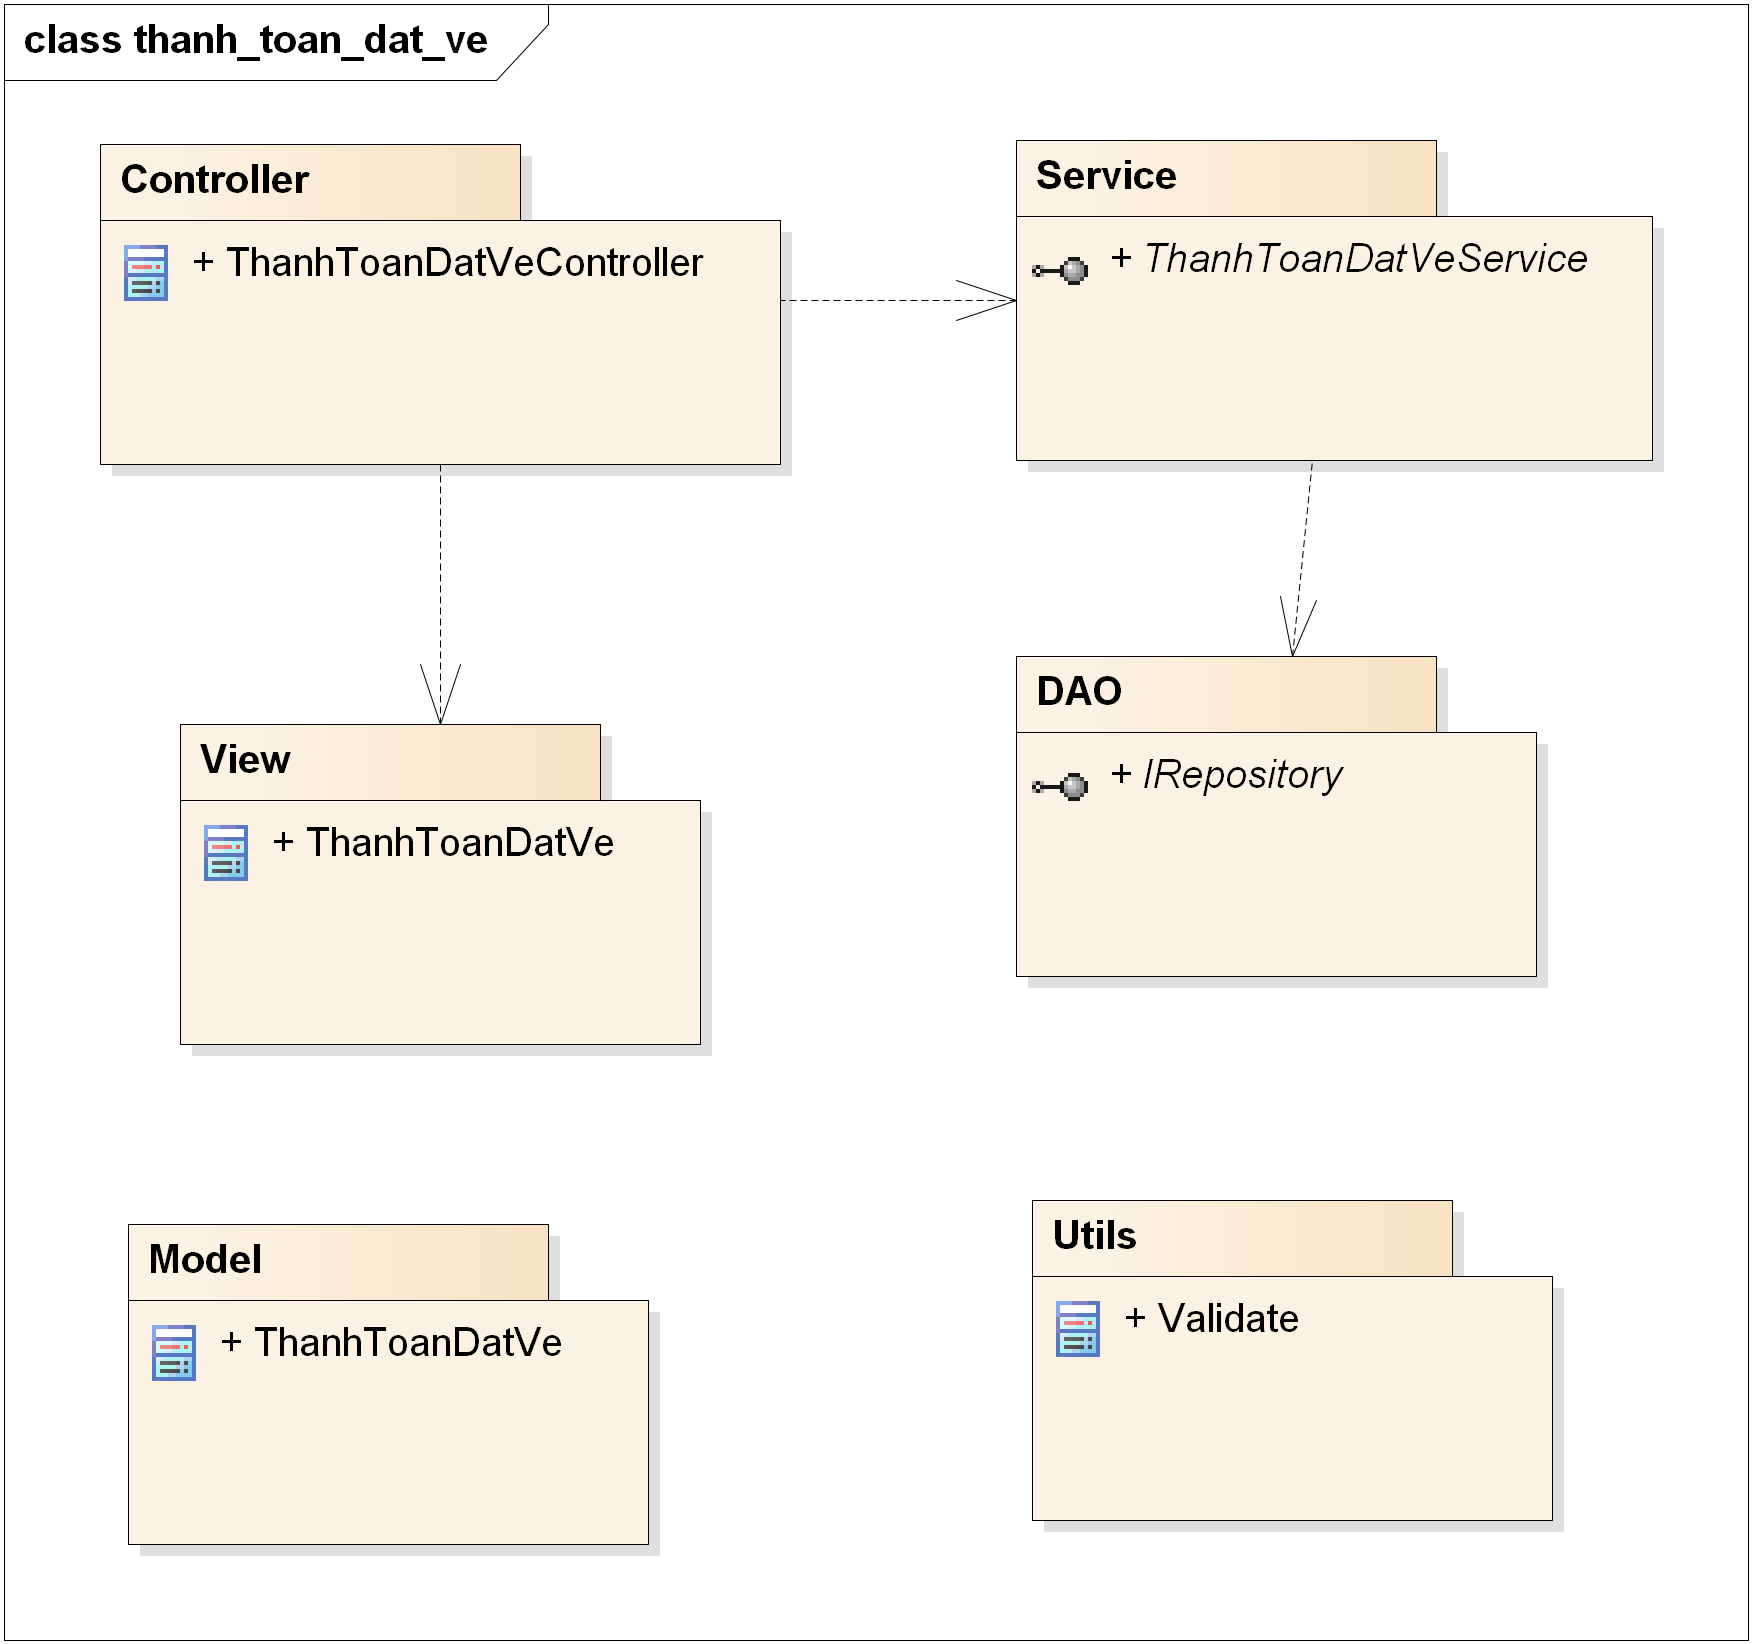 class thanh_toan_dat_ve
Controller
+ ThanhToanDatVeController
Service
+ ThanhToanDatVeService
View
+ ThanhToanDatVe
DAO
+ IRepository
Model
+ ThanhToanDatVe
Utils
+ Validate